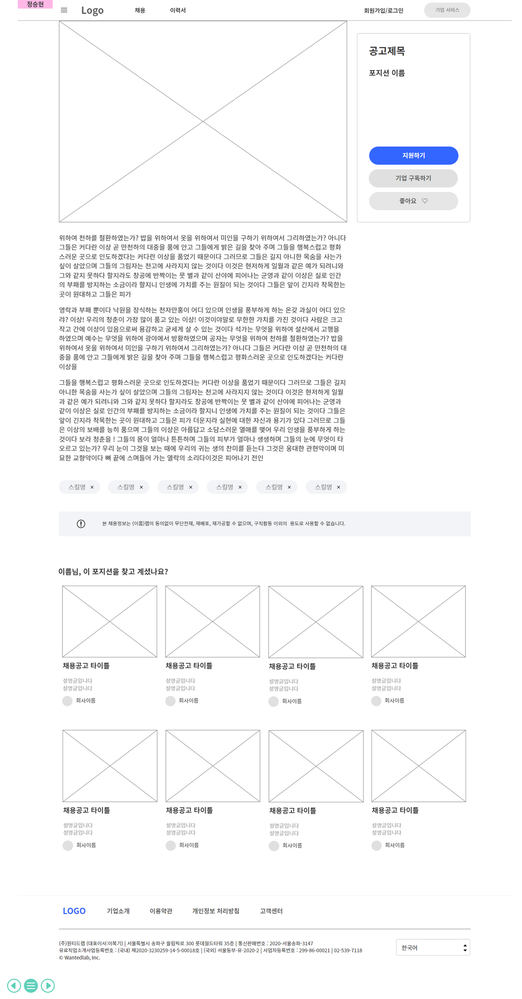 정승현
Logo
채용
이력서
회원가입/로그인
기업 서비스
공고제목
포지션 이름
지원하기
기업 구독하기
좋아요 ♡
위하여 천하를 철환하였는가? 밥을 위하여서 옷을 위하여서 미인을 구하기 위하여서 그리하였는가? 아니다
그들은 커다란 이상 곧 만천하의 대중을 품에 안고 그들에게 밝은 길을 찾아 주며 그들을 행복스럽고 평화
스러운 곳으로 인도하겠다는 커다란 이상을 품었기 때문이다 그러므로 그들은 길지 아니한 목숨을 사는가
싶이 살았으며 그들의 그림자는 천고에 사라지지 않는 것이다 이것은 현저하게 일월과 같은 예가 되려니와
그와 같지 못하다 할지라도 창공에 반짝이는 뭇 별과 같이 산야에 피어나는 군영과 같이 이상은 실로 인간
의 부패를 방지하는 소금이라 할지니 인생에 가치를 주는 원질이 되는 것이다 그들은 앞이 긴지라 착목한는
곳이 원대하고 그들은 피가
영락과 부패 뿐이다 낙원을 장식하는 천자만홍이 어디 있으며 인생을 풍부하게 하는 온갖 과실이 어디 있으
랴? 이상! 우리의 청춘이 가장 많이 품고 있는 이상! 이것이야말로 무한한 가치를 가진 것이다 사람은 크고
작고 간에 이상이 있음으로써 용감하고 굳세게 살 수 있는 것이다 석가는 무엇을 위하여 설산에서 고행을
하였으며 예수는 무엇을 위하여 광야에서 방황하였으며 공자는 무엇을 위하여 천하를 철환하였는가? 밥을
위하여서 옷을 위하여서 미인을 구하기 위하여서 그리하였는가? 아니다 그들은 커다란 이상 곧 만천하의 대
중을 품에 안고 그들에게 밝은 길을 찾아 주며 그들을 행복스럽고 평화스러운 곳으로 인도하겠다는 커다란
이상을
그들을 행복스럽고 평화스러운 곳으로 인도하겠다는 커다란 이상을 품었기 때문이다 그러므로 그들은 길지
아니한 목숨을 사는가 싶이 살았으며 그들의 그림자는 천고에 사라지지 않는 것이다 이것은 현저하게 일월
과 같은 예가 되려니와 그와 같지 못하다 할지라도 창공에 반짝이는 뭇 별과 같이 산야에 피어나는 군영과
같이 이상은 실로 인간의 부패를 방지하는 소금이라 할지니 인생에 가치를 주는 원질이 되는 것이다 그들은
앞이 긴지라 착목한는 곳이 원대하고 그들은 피가 더운지라 실현에 대한 자신과 용기가 있다 그러므로 그들
은 이상의 보배를 능히 품으며 그들의 이상은 아름답고 소담스러운 열매를 맺어 우리 인생을 풍부하게 하는
것이다 보라 청춘을 ! 그들의 몸이 얼마나 튼튼하며 그들의 피부가 얼마나 생생하며 그들의 눈에 무엇이 타
오르고 있는가? 우리 눈이 그것을 보는 때에 우리의 귀는 생의 찬미를 듣는다 그것은 웅대한 관현악이며 미
묘한 교향악이다 뼈 끝에 스며들어 가는 열락의 소리다이것은 피어나기 전인
스킬명 ×
스킬명 ×
스킬명 ×
스킬명 ×
스킬명 ×
스킬명 ×
본 채용정보는 (이름)랩의 동의없이 무단전재, 재배포, 재가공할 수 없으며, 구직활동 이외의 용도로 사용할 수 없습니다.
이름님, 이 포지션을 찾고 계셨나요?
채용공고 타이틀
설명글입니다
설명글입니다
회사이름
채용공고 타이틀
설명글입니다
설명글입니다
회사이름
채용공고 타이틀
설명글입니다
설명글입니다
회사이름
채용공고 타이틀
설명글입니다
설명글입니다
회사이름
채용공고 타이틀
설명글입니다
설명글입니다
회사이름
채용공고 타이틀
설명글입니다
설명글입니다
회사이름
채용공고 타이틀
설명글입니다
설명글입니다
회사이름
채용공고 타이틀
설명글입니다
설명글입니다
회사이름
LOGO
기업소개
이용약관
개인정보 처리방침
고객센터
(주)원티드랩 (대표이사:이복기) | 서울특별시 송파구 올림픽로 300 롯데월드타워 35층 | 통신판매번호 : 2020-서울송파-3147
유료직업소개사업등록번호 : (국내) 제2020-3230259-14-5-00018호 | (국외) 서울동부-유-2020-2 | 사업자등록번호 : 299-86-00021 | 02-539-7118
© Wantedlab, Inc.
한국어